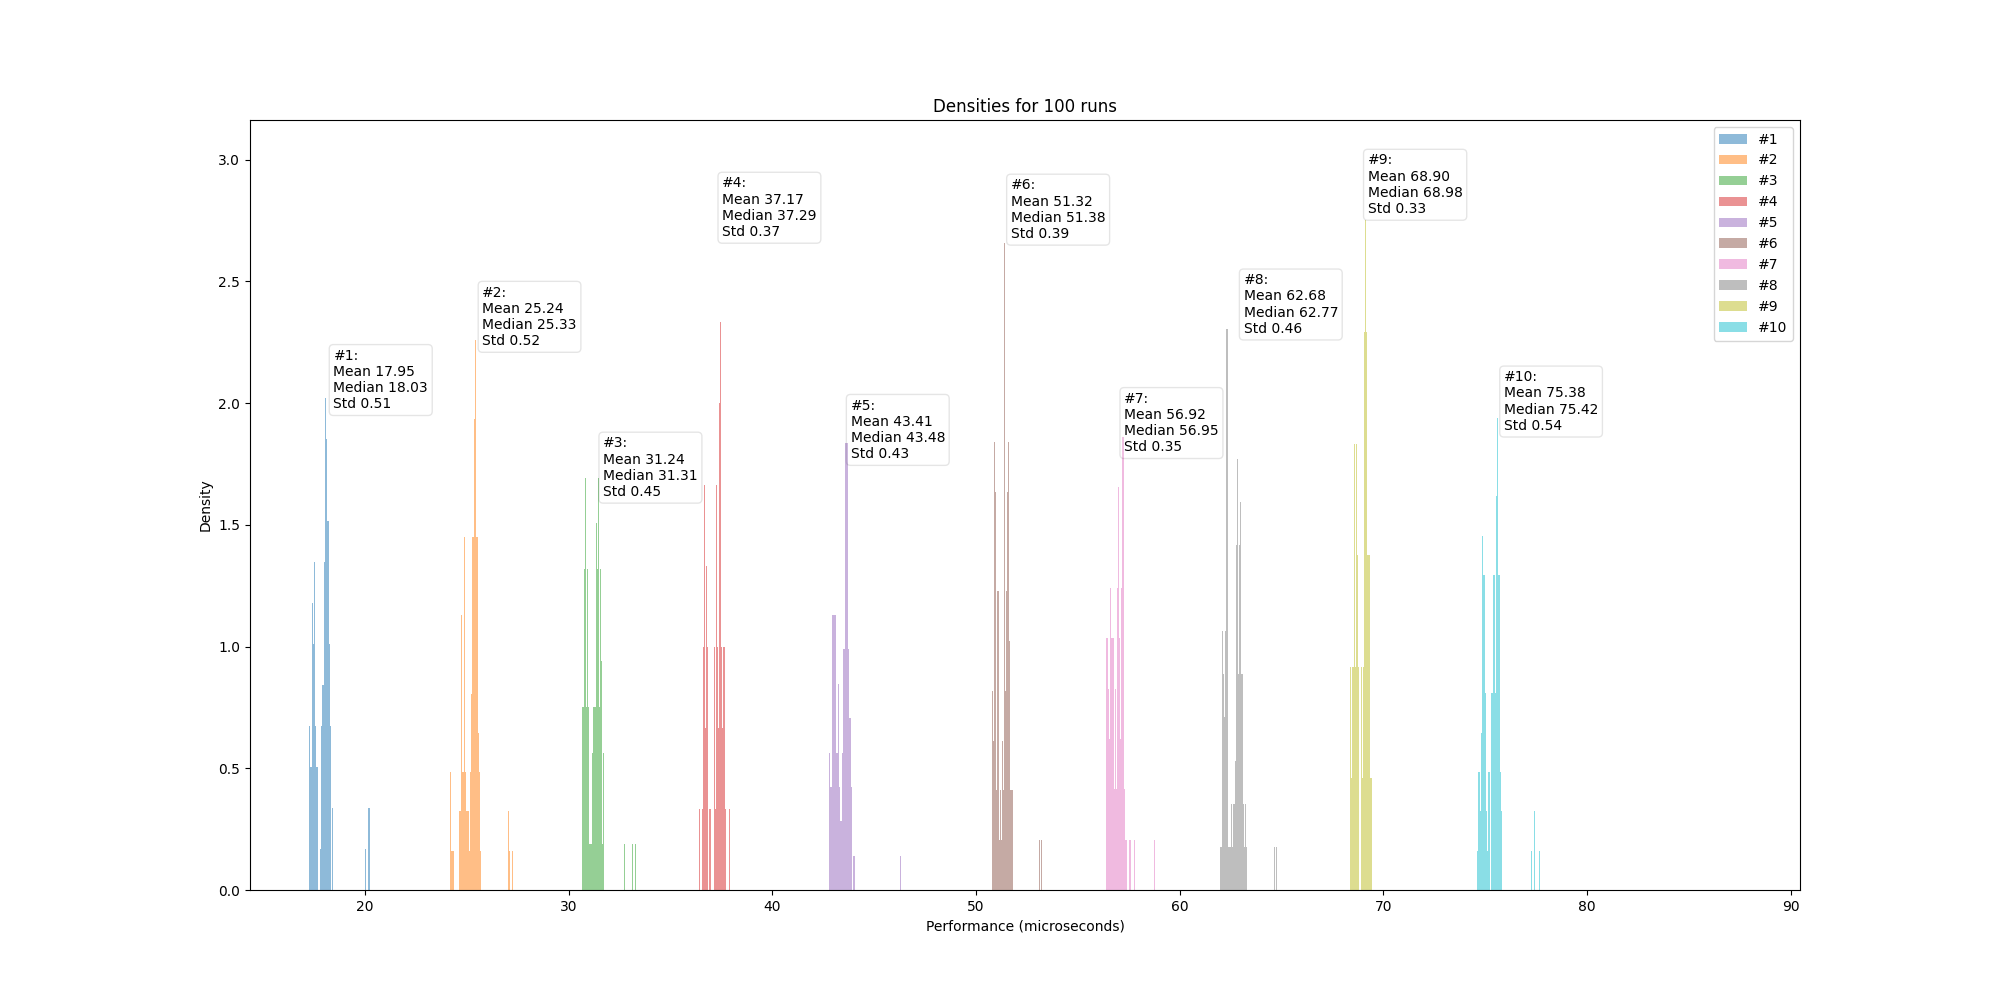 Densities for 100 runs
3.0
2.5
2.0
1.5
1.0
0.5
0.0
Density
#1:
Mean 17.95
Median 18.03
Std 0.51
#2:
Mean 25.24
Median 25.33
Std 0.52
#3:
Mean 31.24
Median 31.31
Std 0.45
#4:
Mean 37.17
Median 37.29
Std 0.37
#5:
Mean 43.41
Median 43.48
Std 0.43
#6:
Mean 51.32
Median 51.38
Std 0.39
#7:
Mean 56.92
Median 56.95
Std 0.35
#8:
Mean 62.68
Median 62.77
Std 0.46
#9:
Mean 68.90
Median 68.98
Std 0.33
#10:
Mean 75.38
Median 75.42
Std 0.54
#1
#2
#3
#4
#5
#6
#7
#8
#9
#10
20 30 40 50 60 70 80 90
Performance (microseconds)